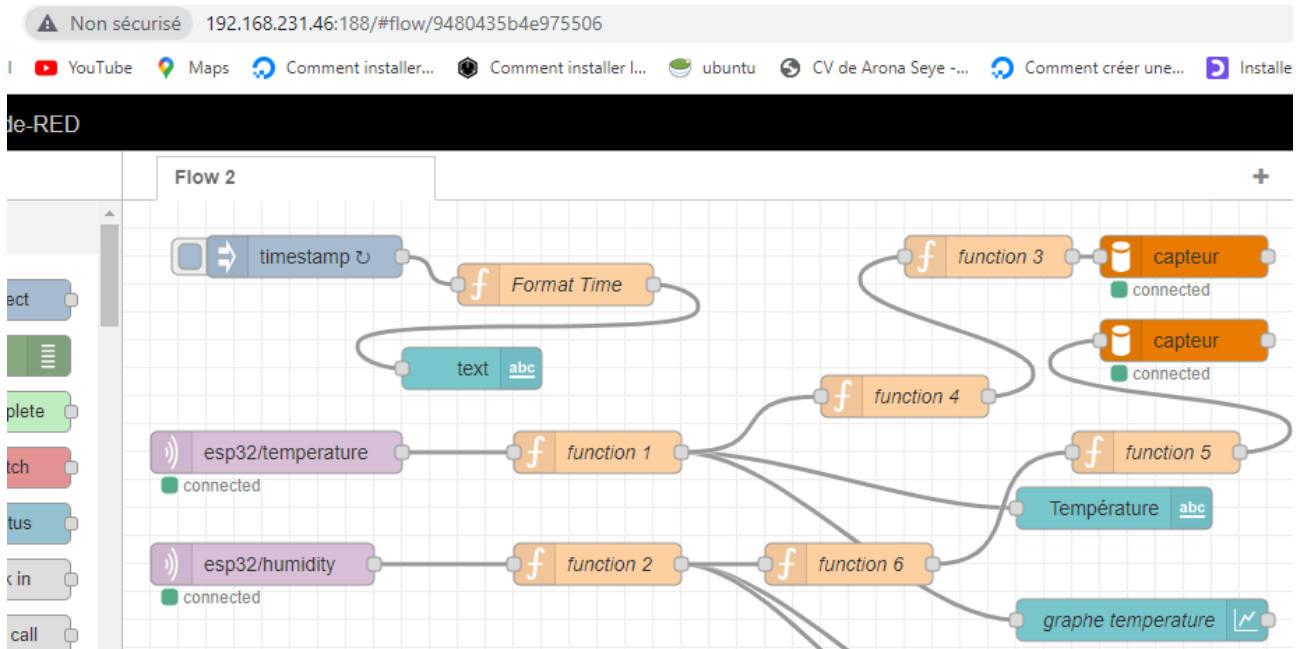 Non sécurisé 192.168.231.46:188/#flow/9480435b4e975506
YouTube Maps Comment installer... Comment installer l... ubuntu CV de Arona Seye -... Comment créer une... Installe
de-RED
Flow 2 +
timestamp ↻
Format Time
text abc
function 3
capteur
connected
capteur
connected
function 4
esp32/temperature
connected
function 1
function 5
Température abc
esp32/humidity
connected
function 2
function 6
graphe temperature
ect
plete
tch
tus
k in
call